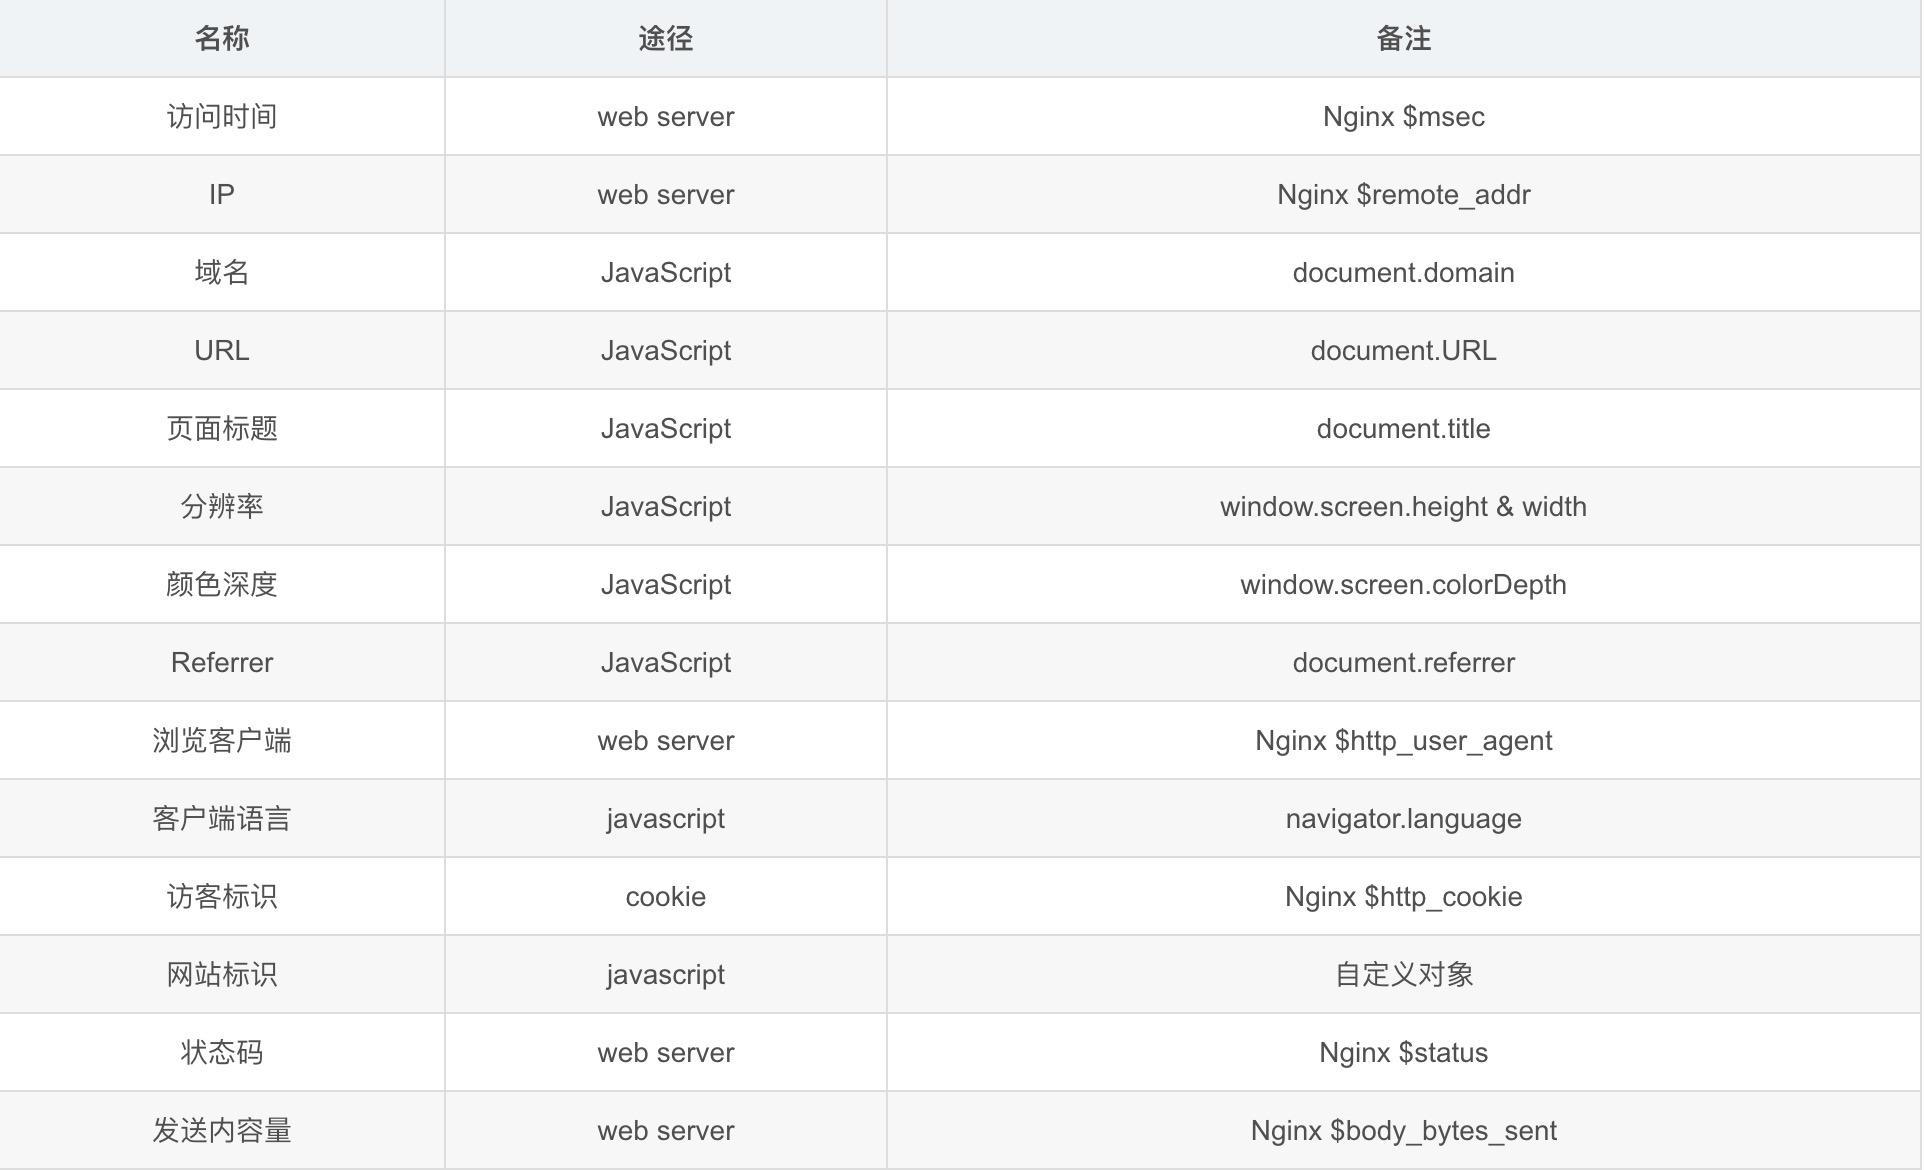 名称 途径 备注
访问时间 web server Nginx $msec
IP web server Nginx $remote_addr
域名 JavaScript document.domain
URL JavaScript document.URL
页面标题 JavaScript document.title
分辨率 JavaScript window.screen.height & width
颜色深度 JavaScript window.screen.colorDepth
Referrer JavaScript document.referrer
浏览客户端 web server Nginx $http_user_agent
客户端语言 javascript navigator.language
访客标识 cookie Nginx $http_cookie
网站标识 javascript 自定义对象
状态码 web server Nginx $status
发送内容量 web server Nginx $body_bytes_sent